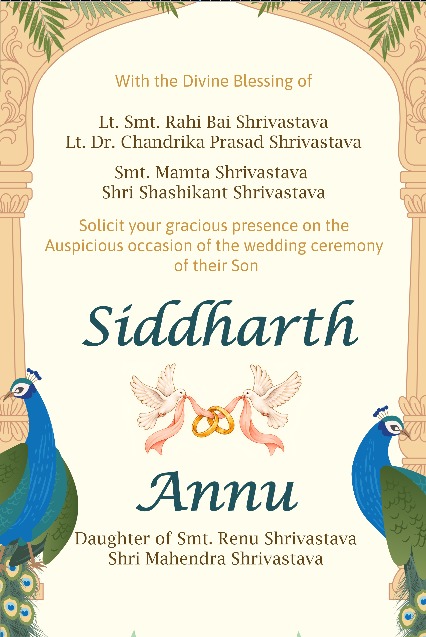 With the Divine Blessing of
Lt. Smt. Rahi Bai Shrivastava
Lt. Dr. Chandrika Prasad Shrivastava
Smt. Mamta Shrivastava
Shri Shashikant Shrivastava
Solicit your gracious presence on the
Auspicious occasion of the wedding ceremony
of their Son
Siddharth
Annu
Daughter of Smt. Renu Shrivastava
Shri Mahendra Shrivastava